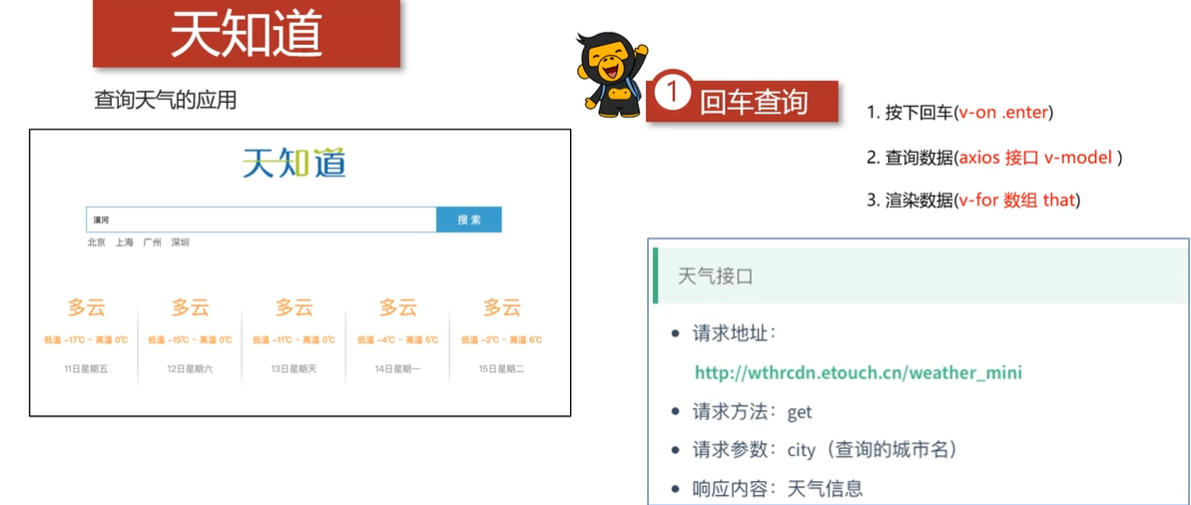 天知道
查询天气的应用
天知道
漠河
搜 索
北京 上海 广州 深圳
多云 多云 多云 多云 多云
低温 -17℃ ~ 高温 0℃ 低温 -15℃ ~ 高温 0℃ 低温 -11℃ ~ 高温 0℃ 低温 -4℃ ~ 高温 5℃ 低温 -2℃ ~ 高温 6℃
11日星期五 12日星期六 13日星期天 14日星期一 15日星期二
1
回车查询
1. 按下回车(v-on .enter)
2. 查询数据(axios 接口 v-model )
3. 渲染数据(v-for 数组 that)
天气接口
• 请求地址：
http://wthrcdn.etouch.cn/weather_mini
• 请求方法：get
• 请求参数：city（查询的城市名）
• 响应内容：天气信息